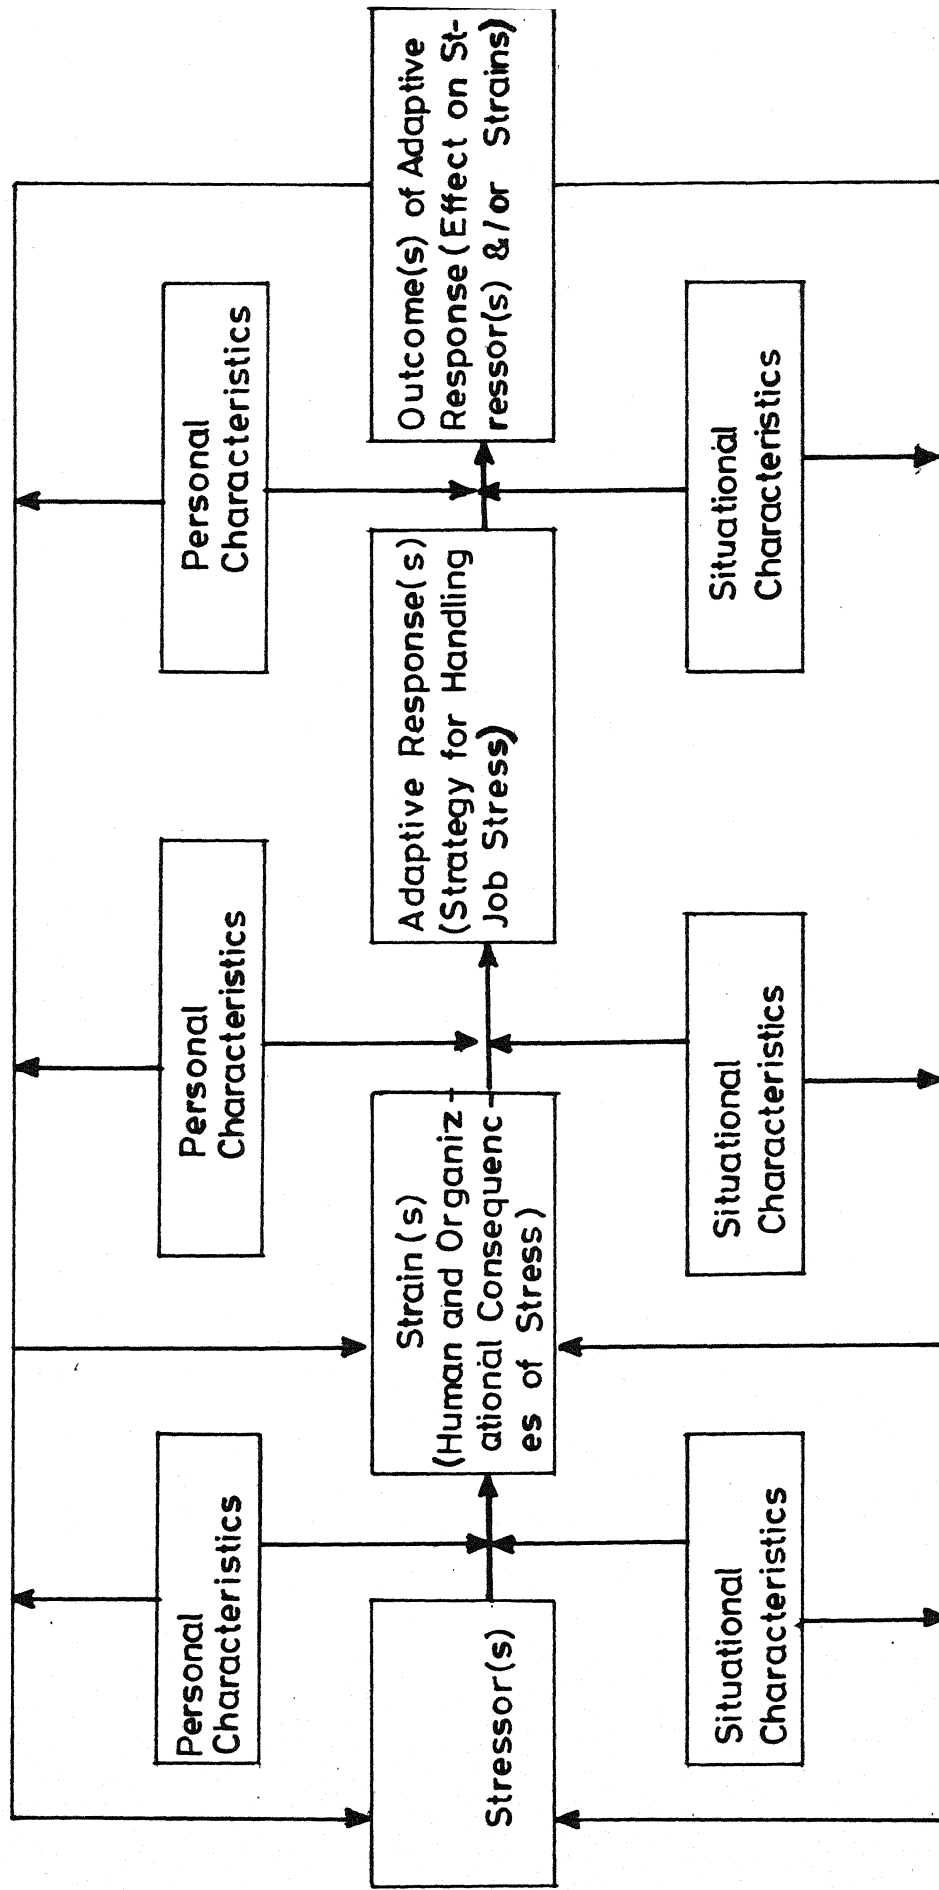 Personal
Characteristics
Personal
Characteristics
Personal
Characteristics
Stressor(s)
Strain(s)
(Human and Organiz-
ational Consequenc
es of Stress)
Adaptive Response(s)
(Strategy for Handling
Job Stress)
Outcome(s) of Adaptive
Response(Effect on St-
ressor(s) &/or Strains)
Situational
Characteristics
Situational
Characteristics
Situational
Characteristics